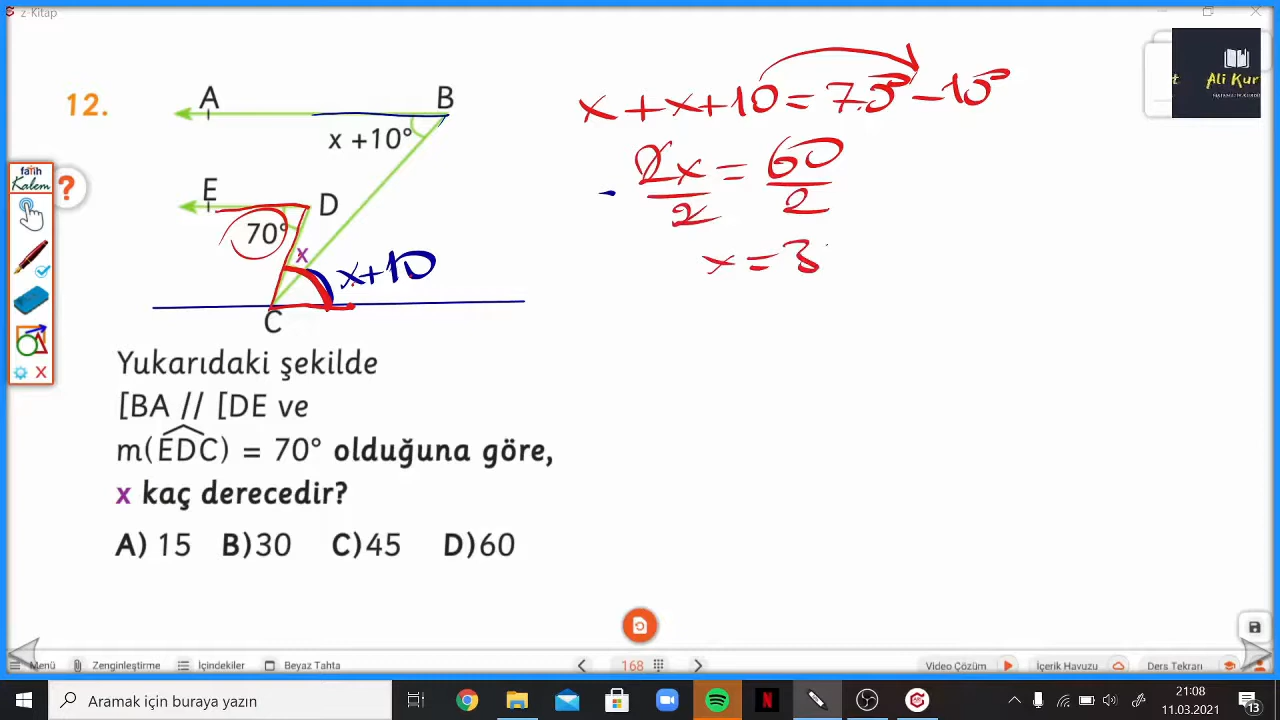 z-Kitap
12.
A
B
x +10°
E
D
70°
x
x+10
C
x + x+10 = 70° - 10°
2x = 60
2 2
x = 3
Ali Kur
fatih
Kalem
?
Yukarıdaki şekilde
[BA // [DE ve
m(EDC) = 70° olduğuna göre,
x kaç derecedir?
A) 15 B)30 C)45 D)60
Menü Zenginleştirme İçindekiler Beyaz Tahta 168 Video Çözüm İçerik Havuzu Ders Tekrarı
Aramak için buraya yazın
21:08
11.03.2021
13